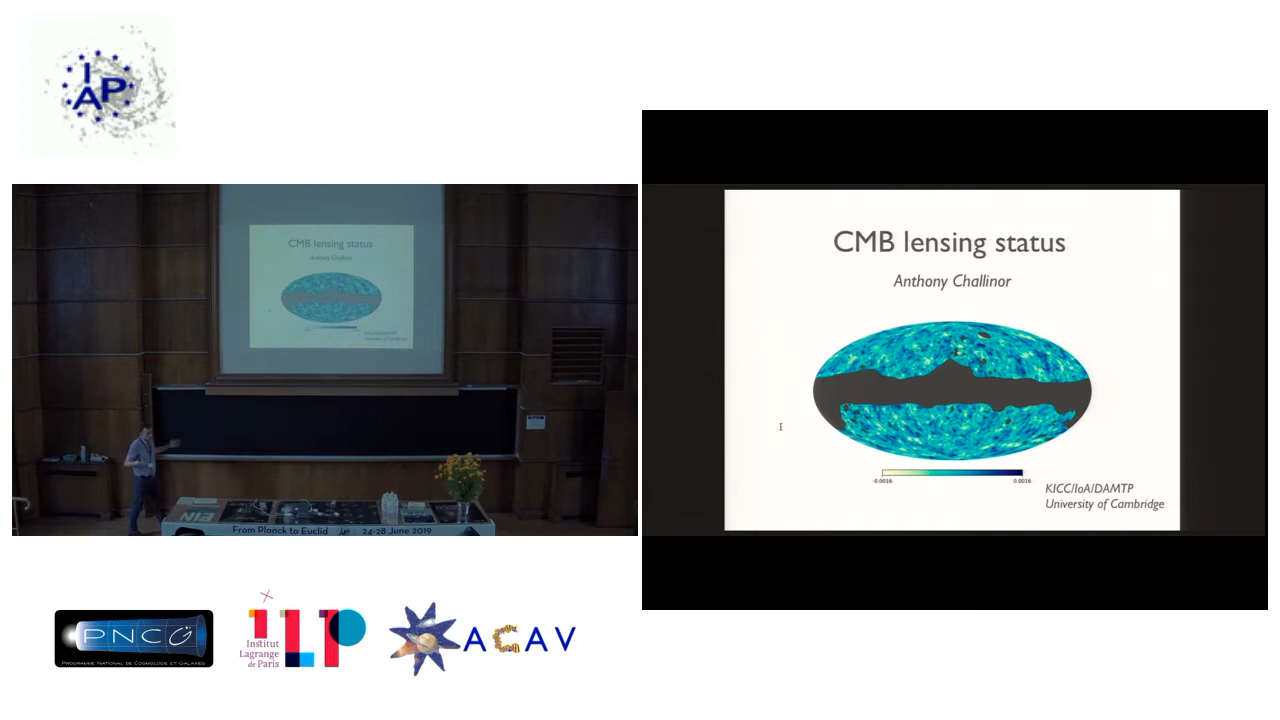 IAP
CMB lensing status
Anthony Challinor
From Planck to Euclid
24-28 June 2019
CMB lensing status
Anthony Challinor
-0.0016
0.0016
KICC/IoA/DAMTP
University of Cambridge
PNCG
PROGRAMME NATIONAL DE COSMOLOGIE ET GALAXIES
ILP
Institut
Lagrange
de Paris
ACAV